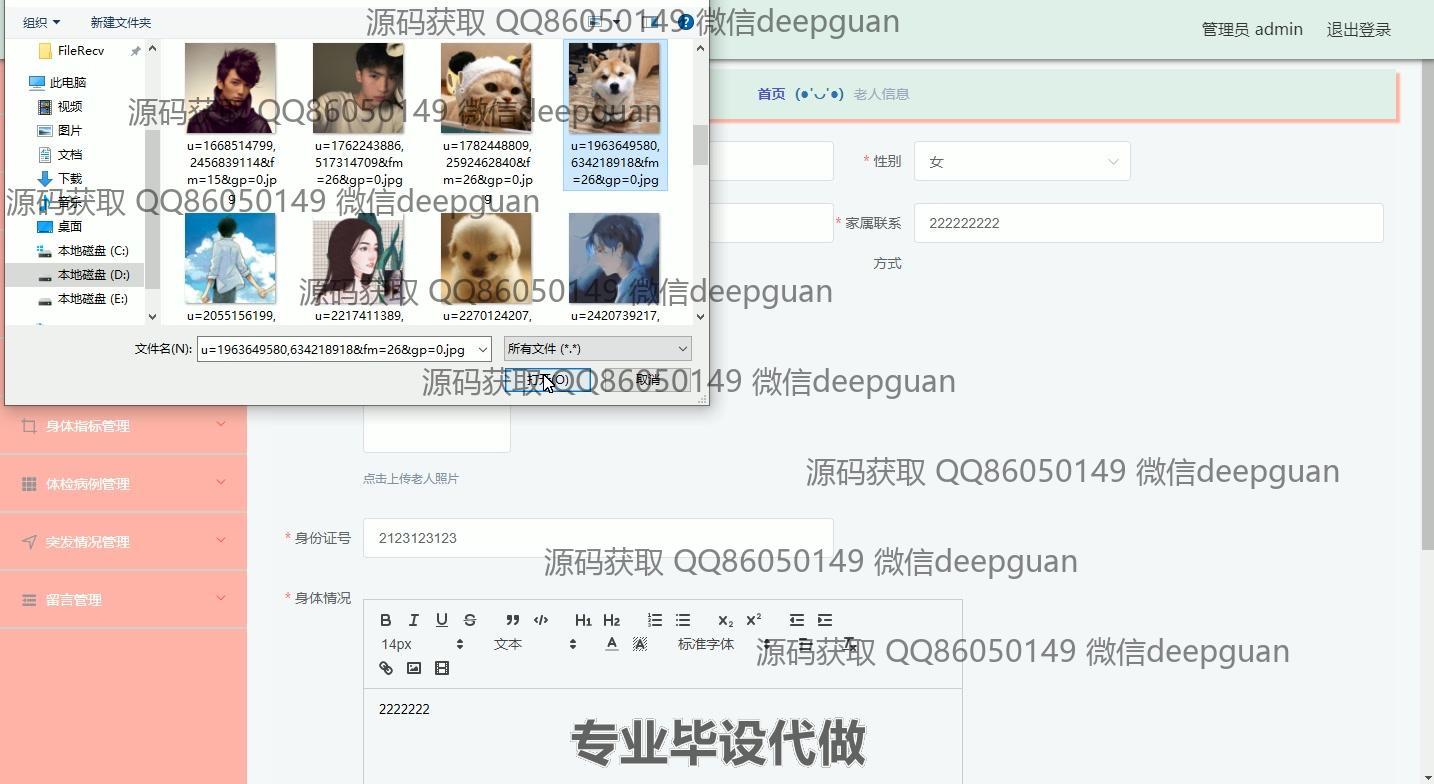 组织 新建文件夹
源码获取 QQ86050149 微信deepguan
管理员 admin 退出登录
FileRecv
此电脑
视频
图片
文档
下载
音乐
桌面
本地磁盘 (C:)
本地磁盘 (D:)
本地磁盘 (E:)
u=1668514799,
2456839114&f
m=15&gp=0.jp
g
u=1762243886,
517314709&fm
=26&gp=0.jpg
u=1782448809,
2592462840&f
m=26&gp=0.jp
g
u=1963649580,
634218918&fm
=26&gp=0.jpg
源码获取 QQ86050149 微信deepguan
源码获取 QQ86050149 微信deepguan
u=2055156199,
u=2217411389,
u=2270124207,
u=2420739217,
源码获取 QQ86050149 微信deepguan
文件名(N): u=1963649580,634218918&fm=26&gp=0.jpg 所有文件 (*.*)
打开(O) 取消
源码获取 QQ86050149 微信deepguan
首页 (●'◡'●) 老人信息
* 性别 女
* 家属联系 222222222
方式
身体指标管理
体检病例管理
突发情况管理
留言管理
点击上传老人照片
源码获取 QQ86050149 微信deepguan
* 身份证号 2123123123
源码获取 QQ86050149 微信deepguan
* 身体情况
B I U S H1 H2 x2 x2
14px 文本 A A 标准字体
源码获取 QQ86050149 微信deepguan
2222222
专业毕设代做